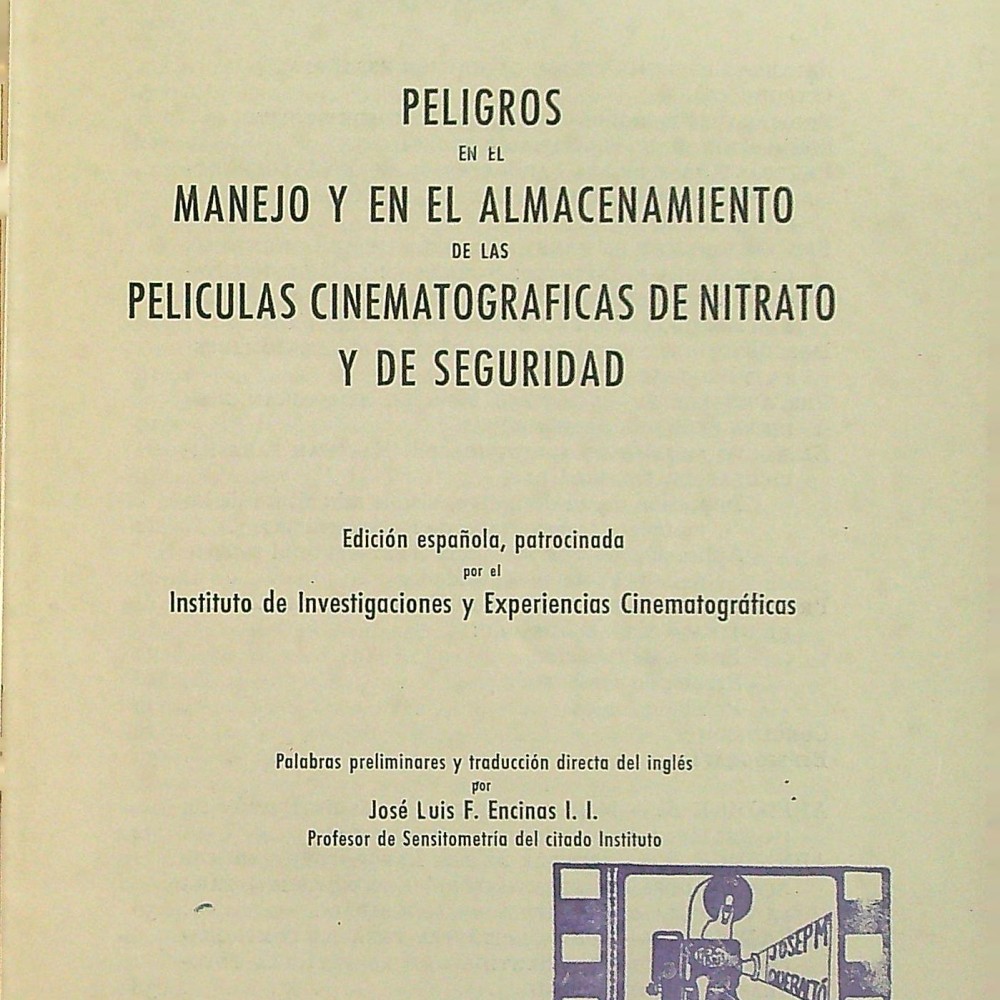 PELIGROS
EN EL
MANEJO Y EN EL ALMACENAMIENTO
DE LAS
PELICULAS CINEMATOGRAFICAS DE NITRATO
Y DE SEGURIDAD
Edición española, patrocinada
por el
Instituto de Investigaciones y Experiencias Cinematográficas
Palabras preliminares y traducción directa del inglés
por
José Luis F. Encinas I. I.
Profesor de Sensitometría del citado Instituto
JOSEP M
QUERALTÓ